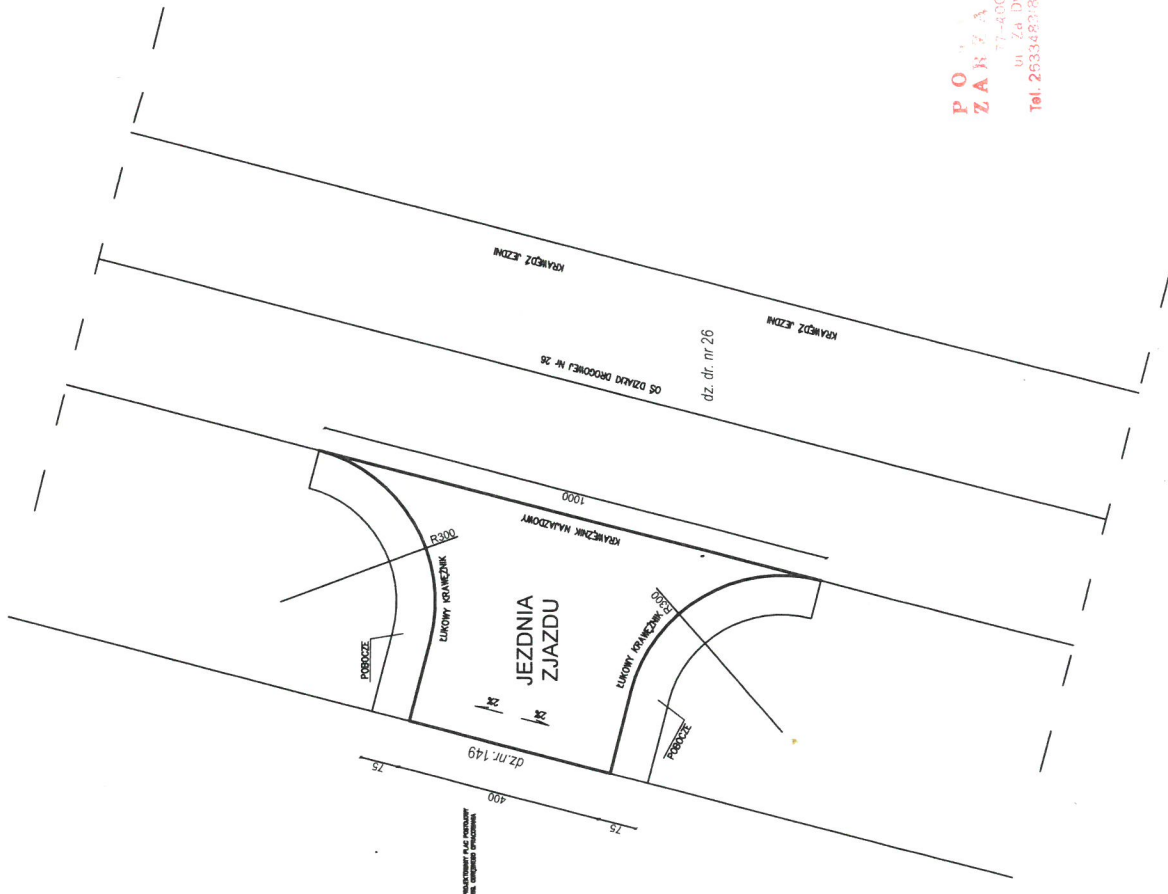 P O
Z A R Z A
Tel. 253348318
KRAWĘDŹ JEZDNI
KRAWĘDŹ JEZDNI
OŚ DZIAŁKI DROGOWEJ Nr 26
dz. dr. nr 26
1000
KRAWĘŻNIK NAJAZDOWY
R300
ŁUKOWY KRAWĘŻNIK
POBOCZE
JEZDNIA
ZJAZDU
R300
ŁUKOWY KRAWĘŻNIK
2%
2%
POBOCZE
dz.nr.149
75
400
75